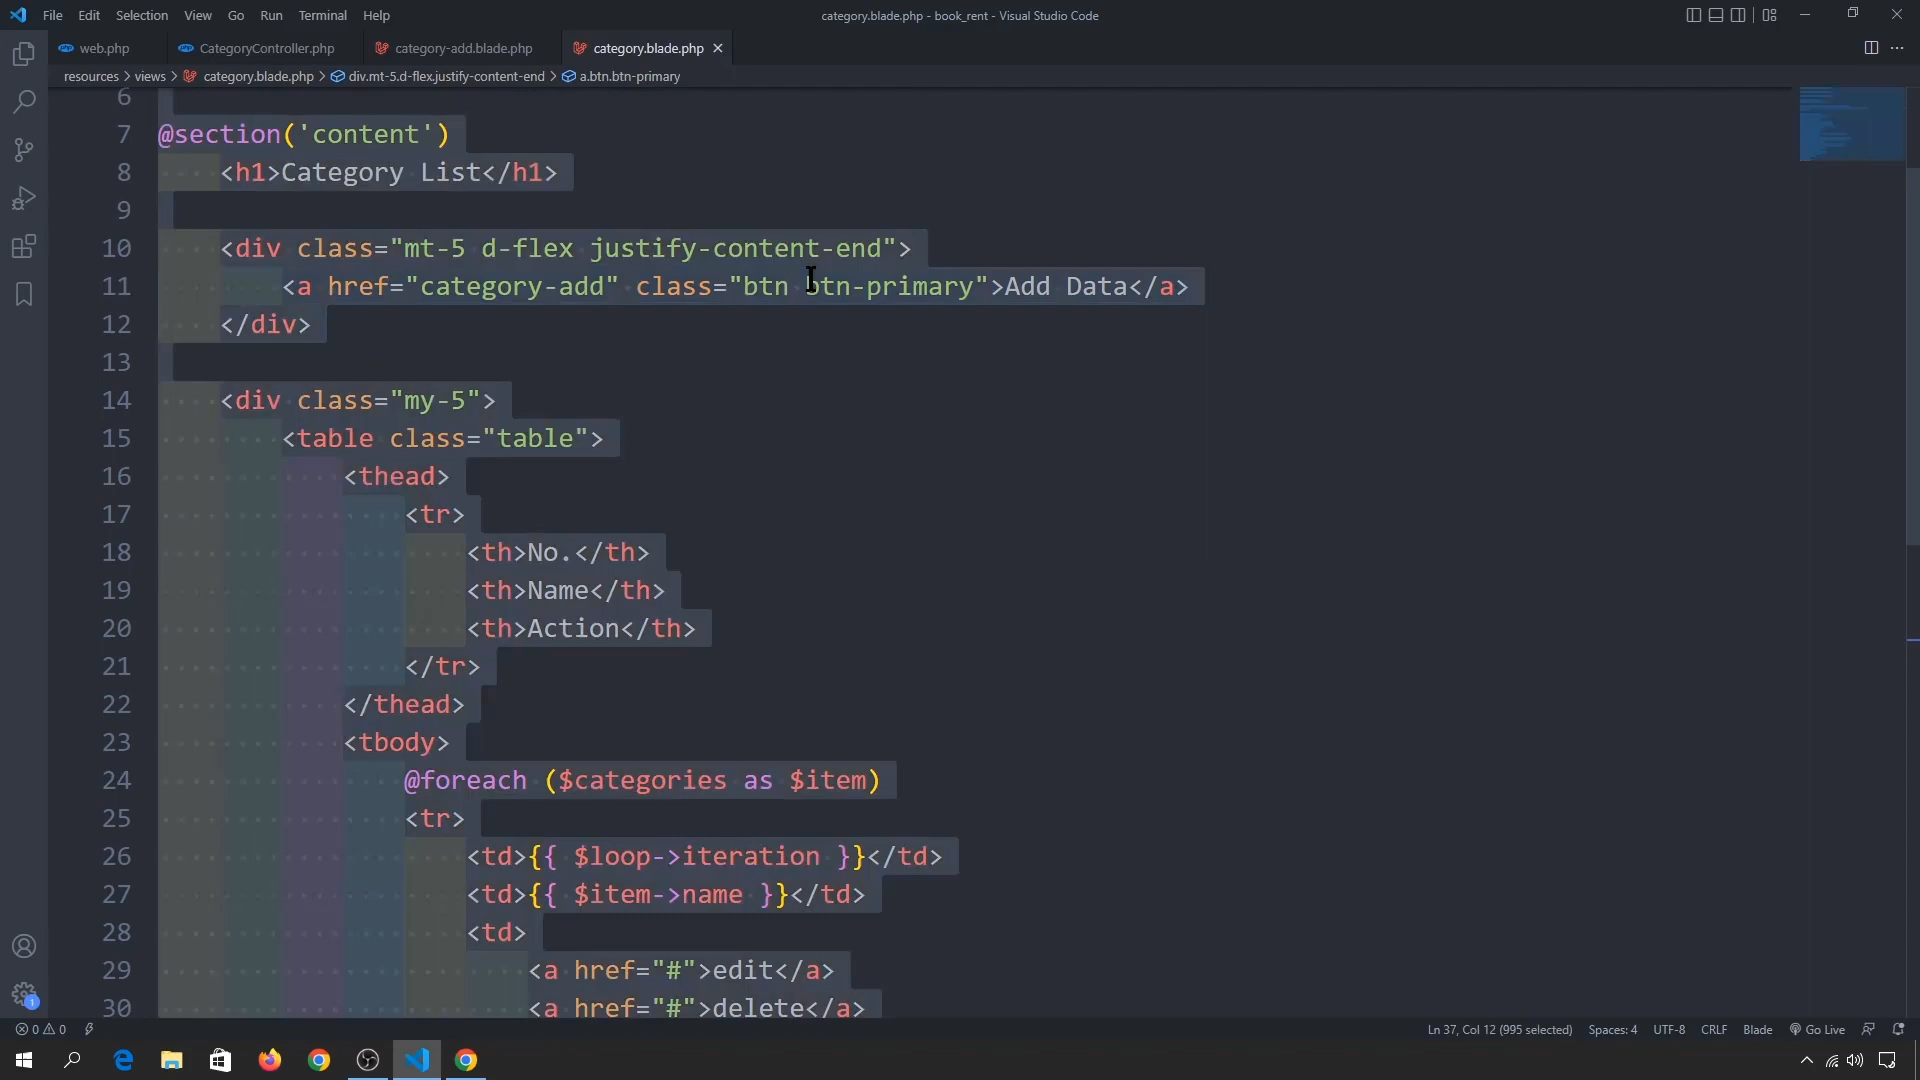 File Edit Selection View Go Run Terminal Help
category.blade.php - book_rent - Visual Studio Code
web.php CategoryController.php category-add.blade.php category.blade.php
resources > views > category.blade.php > div.mt-5.d-flex.justify-content-end > a.btn.btn-primary
6
7 @section('content')
8 <h1>Category List</h1>
9
10 <div class="mt-5 d-flex justify-content-end">
11 <a href="category-add" class="btn btn-primary">Add Data</a>
12 </div>
13
14 <div class="my-5">
15 <table class="table">
16 <thead>
17 <tr>
18 <th>No.</th>
19 <th>Name</th>
20 <th>Action</th>
21 </tr>
22 </thead>
23 <tbody>
24 @foreach ($categories as $item)
25 <tr>
26 <td>{{ $loop->iteration }}</td>
27 <td>{{ $item->name }}</td>
28 <td>
29 <a href="#">edit</a>
30 <a href="#">delete</a>
1
0 0 Ln 37, Col 12 (995 selected) Spaces: 4 UTF-8 CRLF Blade Go Live